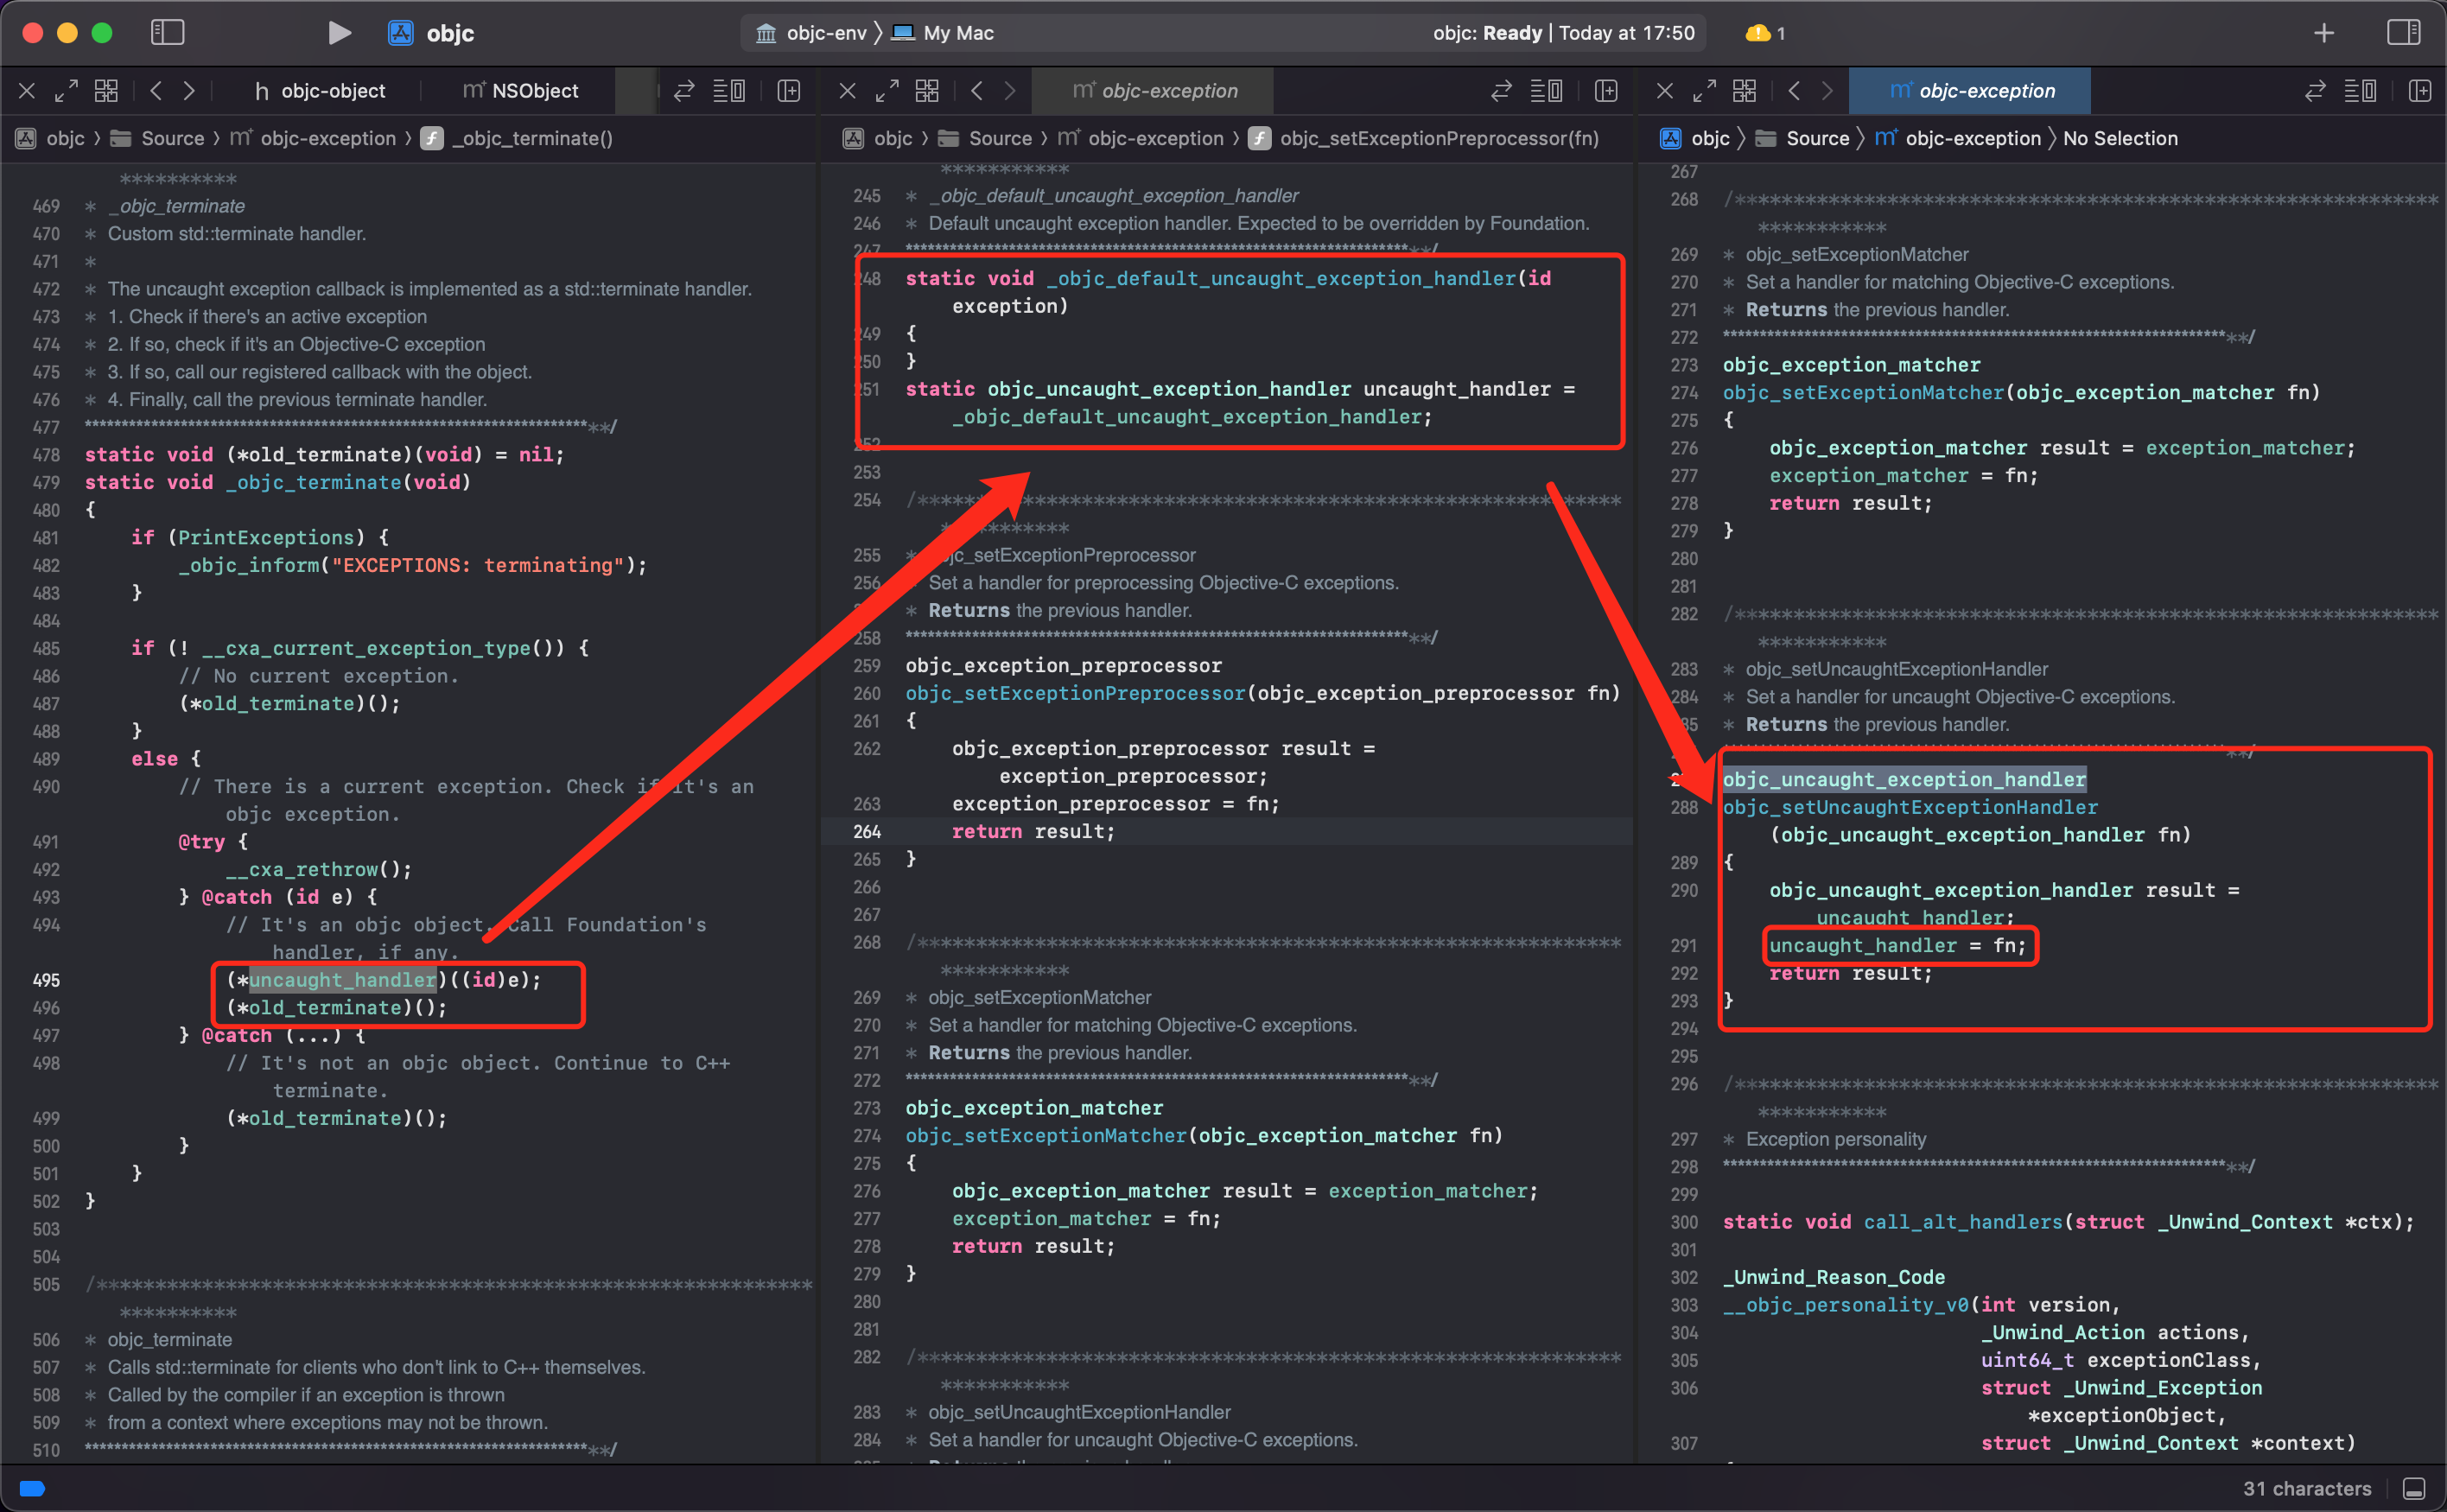 objc
objc-env 〉 My Mac
objc: Ready | Today at 17:50
1
objc-object
NSObject
objc 〉 Source 〉 objc-exception 〉 f _objc_terminate()
**********
469 * _objc_terminate
470 * Custom std::terminate handler.
471 *
472 * The uncaught exception callback is implemented as a std::terminate handler.
473 * 1. Check if there's an active exception
474 * 2. If so, check if it's an Objective-C exception
475 * 3. If so, call our registered callback with the object.
476 * 4. Finally, call the previous terminate handler.
477 **********************************************************************/
478 static void (*old_terminate)(void) = nil;
479 static void _objc_terminate(void)
480 {
481 if (PrintExceptions) {
482 _objc_inform("EXCEPTIONS: terminating");
483 }
484
485 if (! __cxa_current_exception_type()) {
486 // No current exception.
487 (*old_terminate)();
488 }
489 else {
490 // There is a current exception. Check if it's an
objc exception.
491 @try {
492 __cxa_rethrow();
493 } @catch (id e) {
494 // It's an objc object. Call Foundation's
handler, if any.
495 (*uncaught_handler)((id)e);
496 (*old_terminate)();
497 } @catch (...) {
498 // It's not an objc object. Continue to C++
terminate.
499 (*old_terminate)();
500 }
501 }
502 }
503
504
505 /*************************************************************
**********
506 * objc_terminate
507 * Calls std::terminate for clients who don't link to C++ themselves.
508 * Called by the compiler if an exception is thrown
509 * from a context where exceptions may not be thrown.
510 **********************************************************************/
objc-exception
objc 〉 Source 〉 objc-exception 〉 f objc_setExceptionPreprocessor(fn)
***********
245 * _objc_default_uncaught_exception_handler
246 * Default uncaught exception handler. Expected to be overridden by Foundation.
247 **********************************************************************/
248 static void _objc_default_uncaught_exception_handler(id
exception)
249 {
250 }
251 static objc_uncaught_exception_handler uncaught_handler =
_objc_default_uncaught_exception_handler;
252
253
254 /************************************************************
***********
255 * objc_setExceptionPreprocessor
256 * Set a handler for preprocessing Objective-C exceptions.
* Returns the previous handler.
258 **********************************************************************/
259 objc_exception_preprocessor
260 objc_setExceptionPreprocessor(objc_exception_preprocessor fn)
261 {
262 objc_exception_preprocessor result =
exception_preprocessor;
263 exception_preprocessor = fn;
264 return result;
265 }
266
267
268 /************************************************************
***********
269 * objc_setExceptionMatcher
270 * Set a handler for matching Objective-C exceptions.
271 * Returns the previous handler.
272 **********************************************************************/
273 objc_exception_matcher
274 objc_setExceptionMatcher(objc_exception_matcher fn)
275 {
276 objc_exception_matcher result = exception_matcher;
277 exception_matcher = fn;
278 return result;
279 }
280
281
282 /************************************************************
***********
283 * objc_setUncaughtExceptionHandler
284 * Set a handler for uncaught Objective-C exceptions.
objc-exception
objc 〉 Source 〉 objc-exception 〉 No Selection
267
268 /************************************************************
***********
269 * objc_setExceptionMatcher
270 * Set a handler for matching Objective-C exceptions.
271 * Returns the previous handler.
272 **********************************************************************/
273 objc_exception_matcher
274 objc_setExceptionMatcher(objc_exception_matcher fn)
275 {
276 objc_exception_matcher result = exception_matcher;
277 exception_matcher = fn;
278 return result;
279 }
280
281
282 /************************************************************
***********
283 * objc_setUncaughtExceptionHandler
284 * Set a handler for uncaught Objective-C exceptions.
* Returns the previous handler.
**********************************************************************/
objc_uncaught_exception_handler
288 objc_setUncaughtExceptionHandler
(objc_uncaught_exception_handler fn)
289 {
290 objc_uncaught_exception_handler result =
uncaught_handler;
291 uncaught_handler = fn;
292 return result;
293 }
294
295
296 /************************************************************
***********
297 * Exception personality
298 **********************************************************************/
299
300 static void call_alt_handlers(struct _Unwind_Context *ctx);
301
302 _Unwind_Reason_Code
303 __objc_personality_v0(int version,
304 _Unwind_Action actions,
305 uint64_t exceptionClass,
306 struct _Unwind_Exception
*exceptionObject,
307 struct _Unwind_Context *context)
31 characters